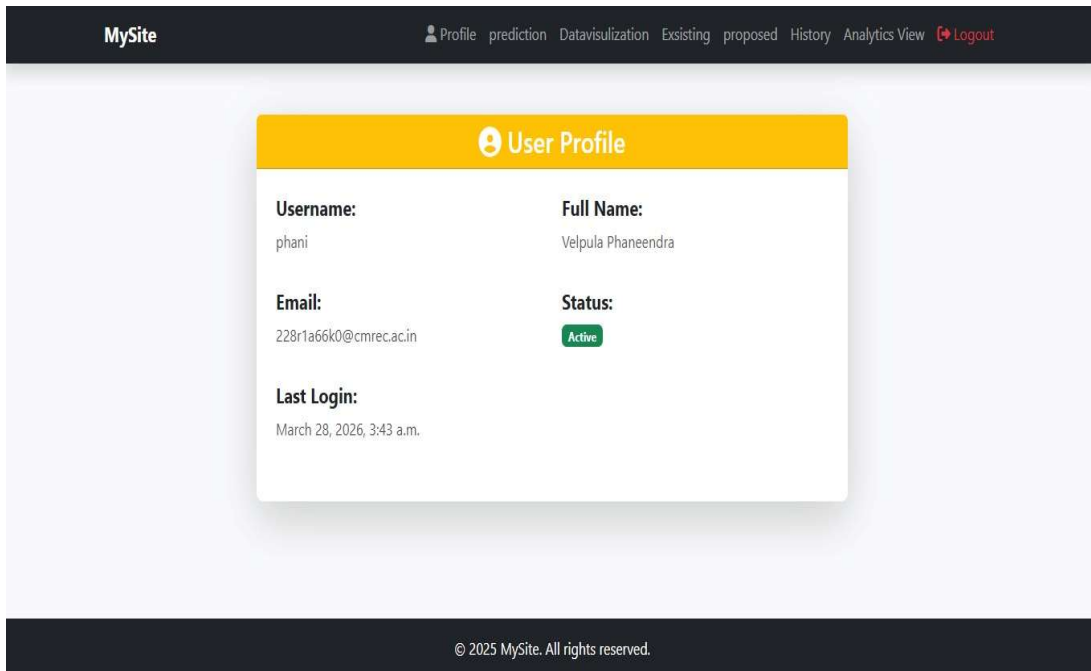 MySite
Profile prediction Datavisulization Exsisting proposed History Analytics View Logout
User Profile
Username:
phani
Full Name:
Velpula Phaneendra
Email:
228r1a66k0@cmrec.ac.in
Status:
Active
Last Login:
March 28, 2026, 3:43 a.m.
© 2025 MySite. All rights reserved.